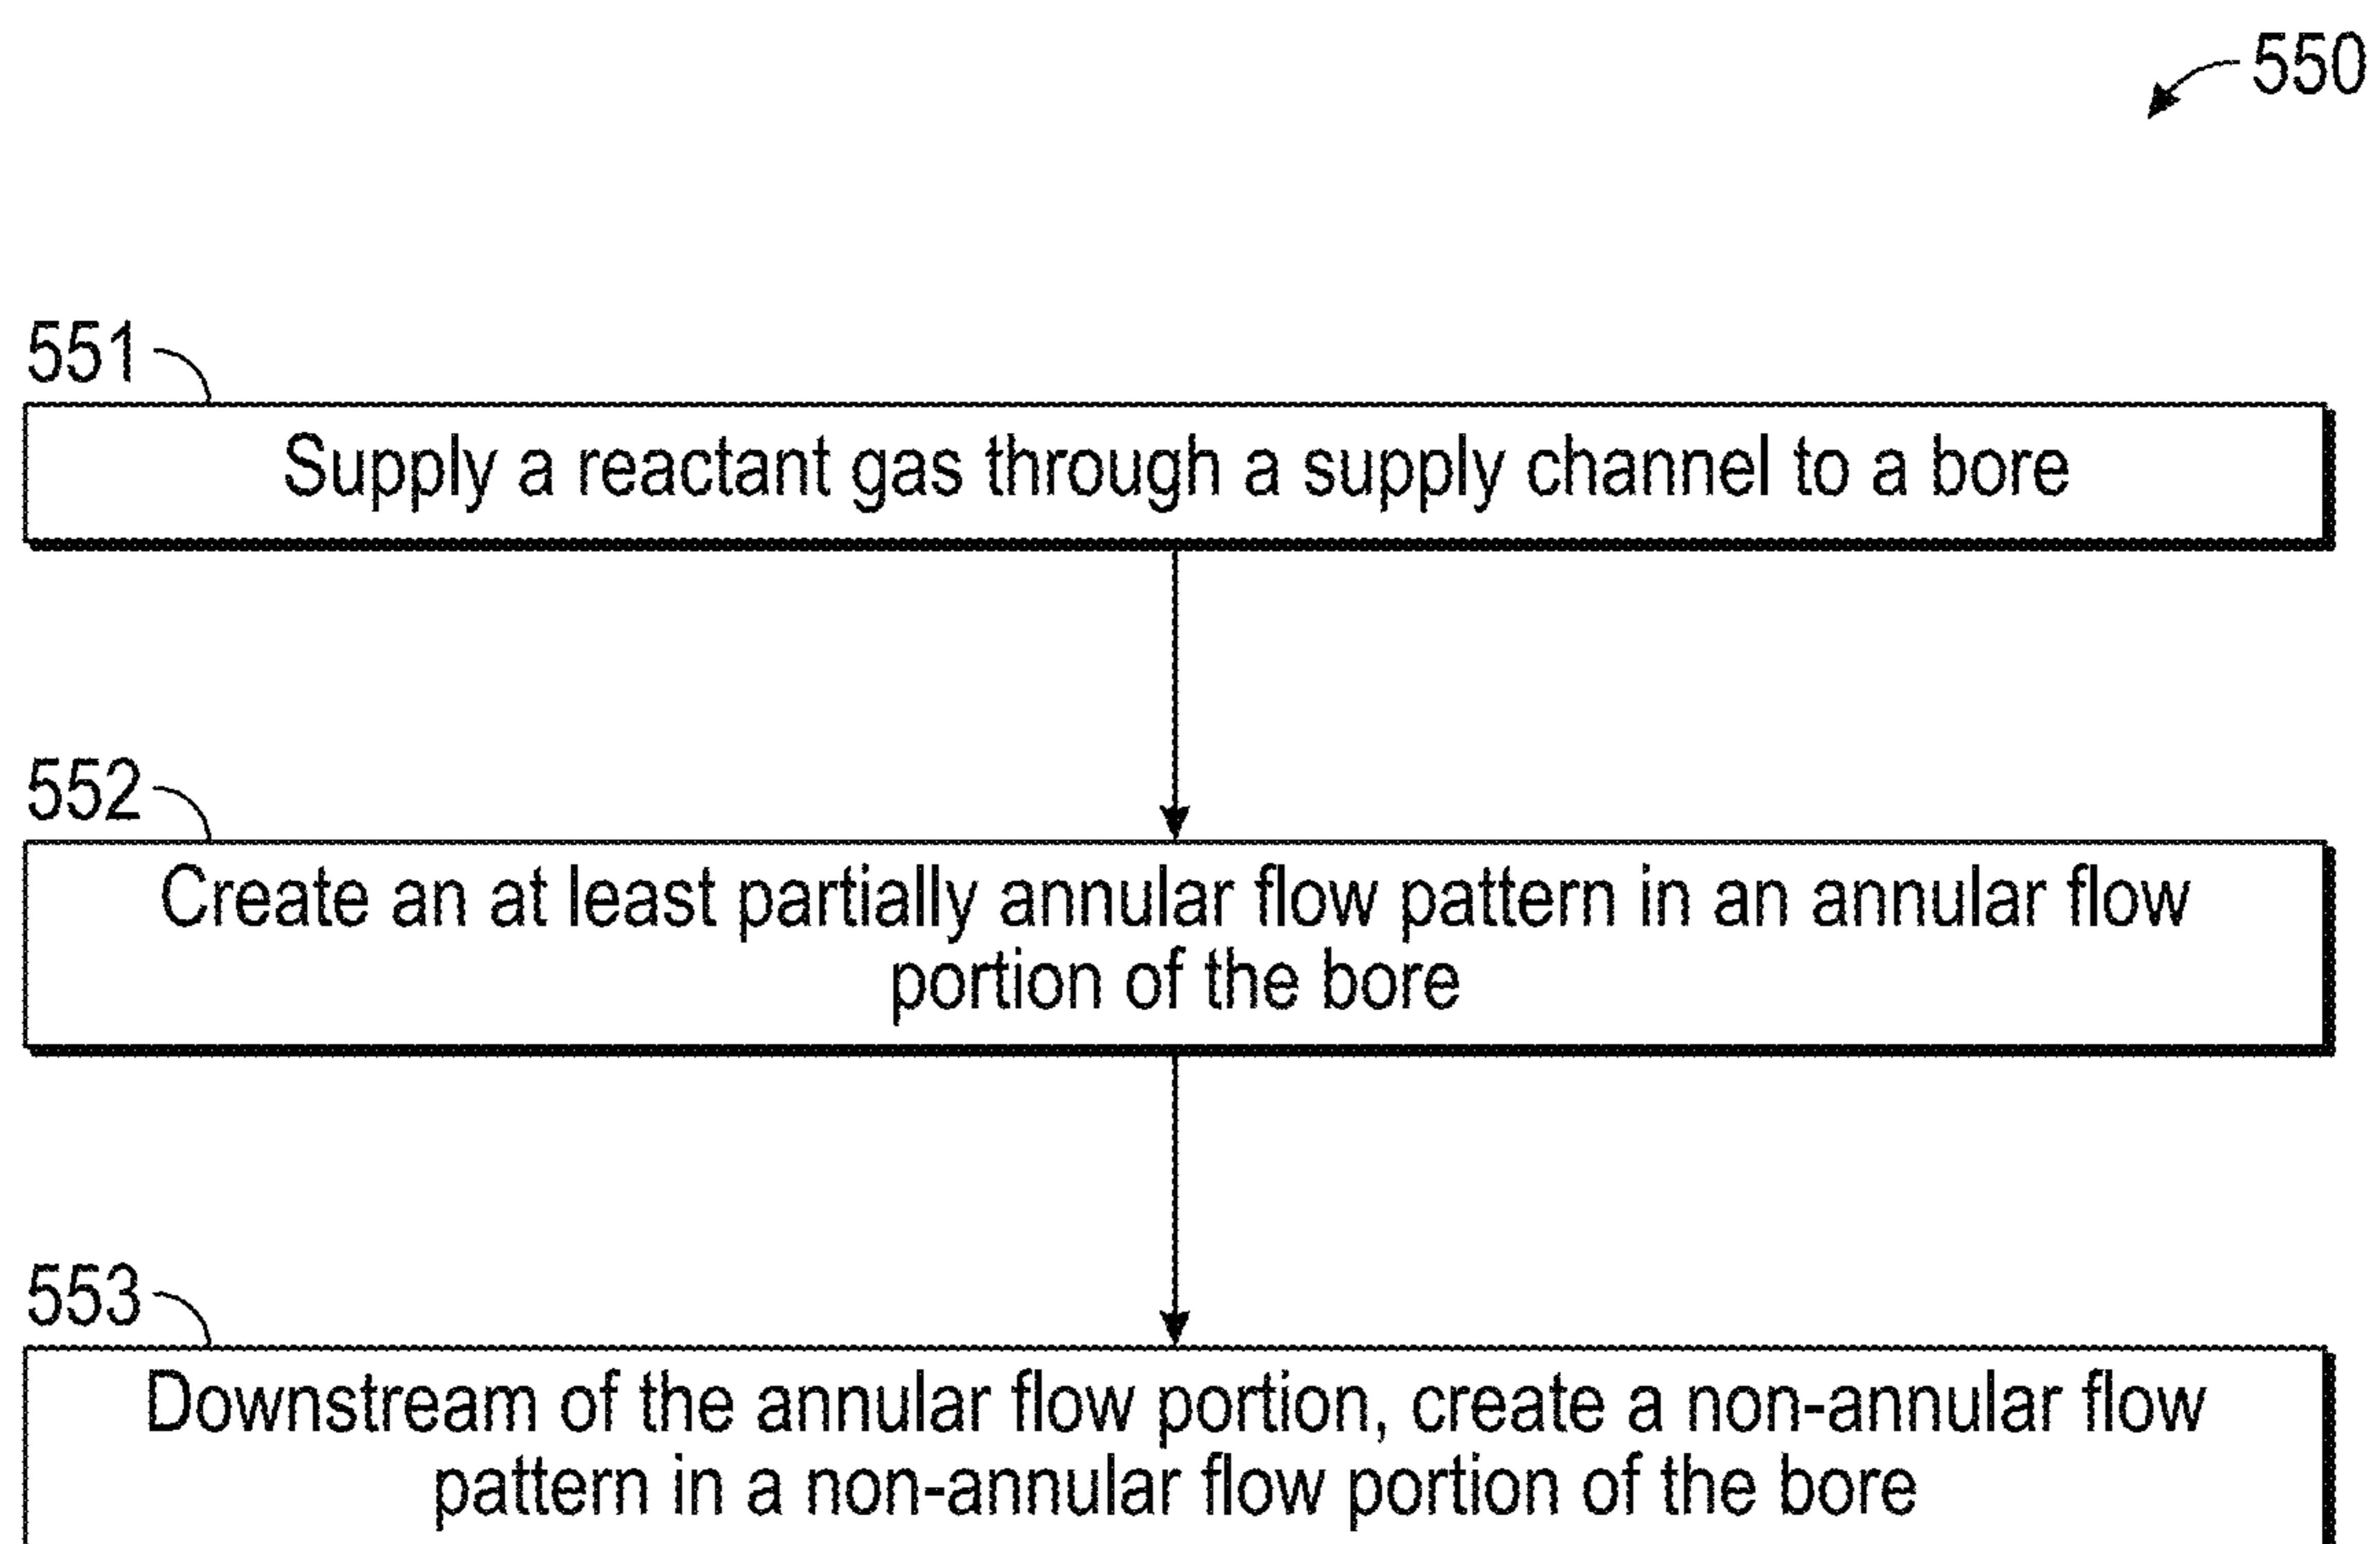 550
551
Supply a reactant gas through a supply channel to a bore
552
Create an at least partially annular flow pattern in an annular flow
portion of the bore
553
Downstream of the annular flow portion, create a non-annular flow
pattern in a non-annular flow portion of the bore